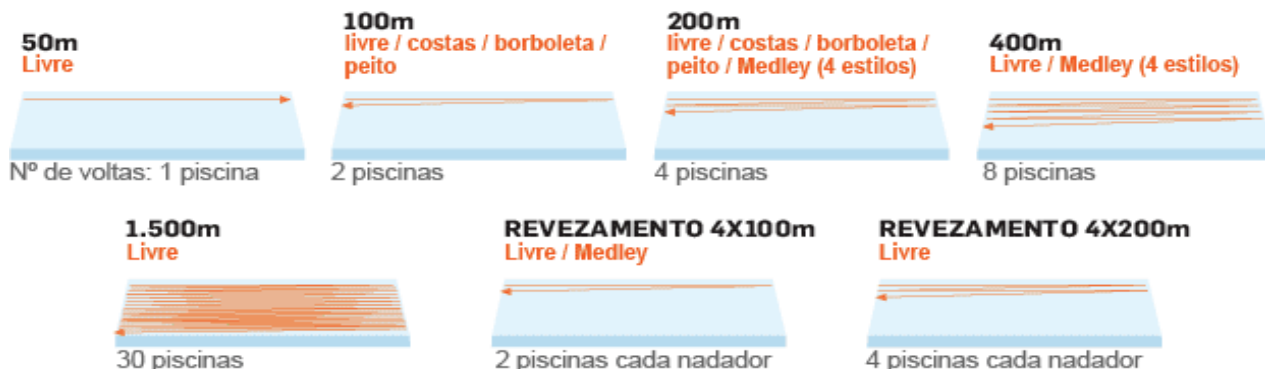 50m
Livre
Nº de voltas: 1 piscina
100m
livre / costas / borboleta /
peito
2 piscinas
200m
livre / costas / borboleta /
peito / Medley (4 estilos)
4 piscinas
400m
Livre / Medley (4 estilos)
8 piscinas
1.500m
Livre
30 piscinas
REVEZAMENTO 4X100m
Livre / Medley
2 piscinas cada nadador
REVEZAMENTO 4X200m
Livre
4 piscinas cada nadador